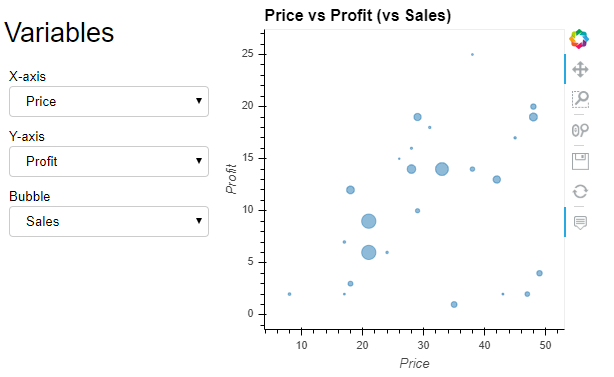 Variables
X-axis
Price
Y-axis
Profit
Bubble
Sales
Price vs Profit (vs Sales)
25
20
15
10
5
0
Profit
10
20
30
40
50
Price